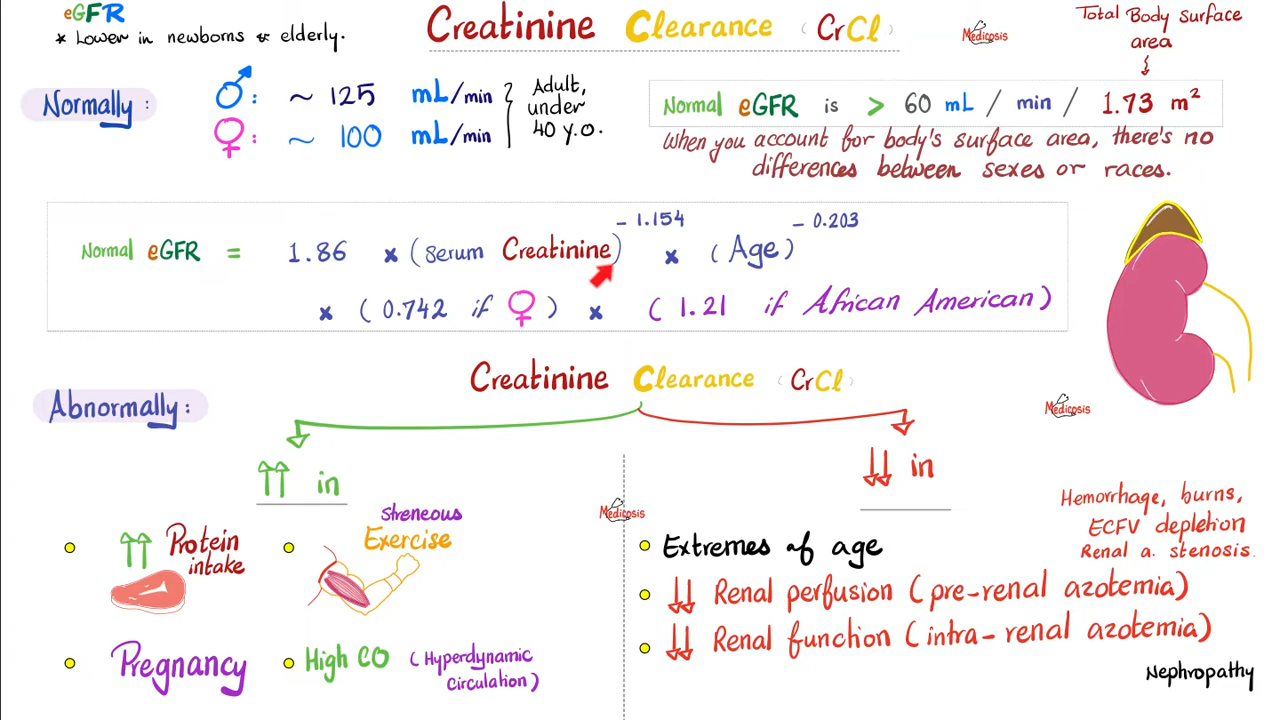 eGFR
* Lower in newborns & elderly.
Creatinine Clearance (CrCl)
Medicosis
Total Body surface
area
Normally:
♂: ~ 125 mL/min
♀: ~ 100 mL/min
Adult,
under
40 y.o.
Normal eGFR is > 60 mL / min / 1.73 m²
When you account for body's surface area, there's no
differences between sexes or races.
Normal eGFR = 1.86 × (serum Creatinine)^-1.154 × (Age)^-0.203
× (0.742 if ♀) × (1.21 if African American)
Creatinine Clearance (CrCl)
Abnormally:
Medicosis
↑↑ in
↓↓ in
Medicosis
↑↑ Protein
intake
Streneous
Exercise
Pregnancy
High CO (Hyperdynamic
Circulation)
Hemorrhage, burns,
ECFV depletion
Renal a. stenosis.
Extremes of age
↓↓ Renal perfusion (pre-renal azotemia)
↓↓ Renal function (intra-renal azotemia)
Nephropathy